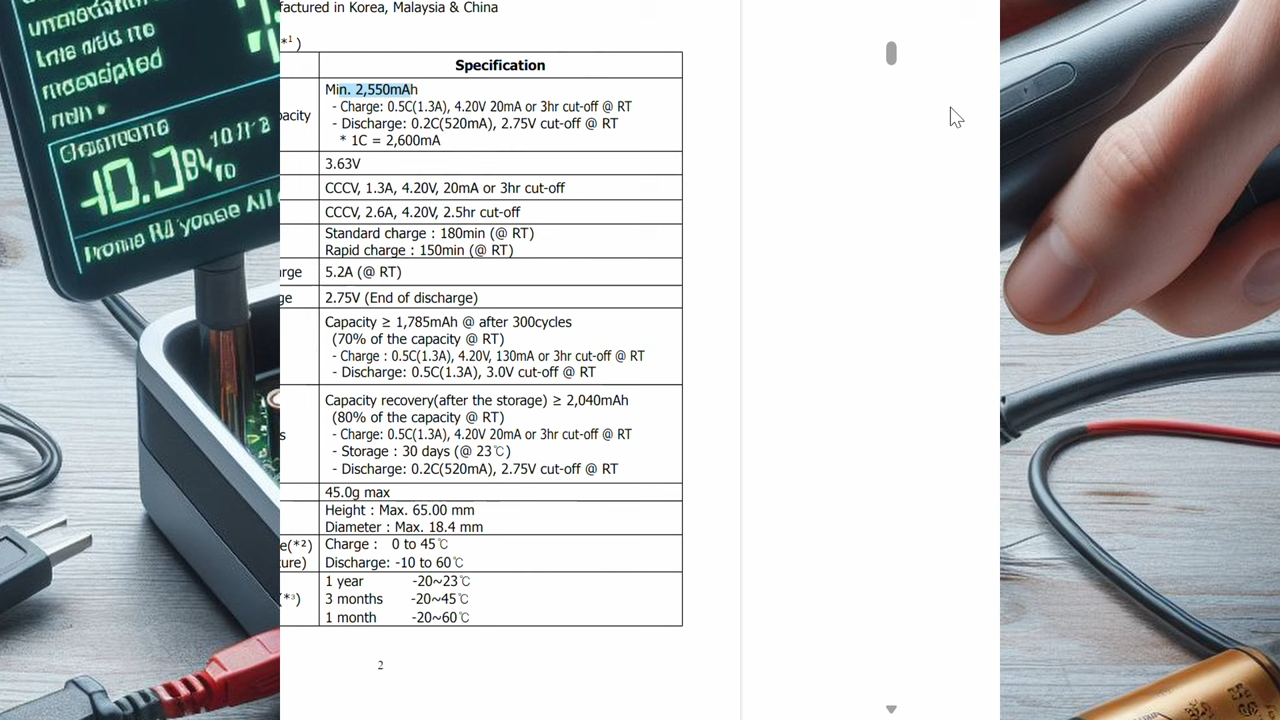 factured in Korea, Malaysia & China
*1 )
Specification
Min. 2,550mAh
- Charge: 0.5C(1.3A), 4.20V 20mA or 3hr cut-off @ RT
pacity
- Discharge: 0.2C(520mA), 2.75V cut-off @ RT
* 1C = 2,600mA
3.63V
CCCV, 1.3A, 4.20V, 20mA or 3hr cut-off
CCCV, 2.6A, 4.20V, 2.5hr cut-off
Standard charge : 180min (@ RT)
Rapid charge : 150min (@ RT)
rge 5.2A (@ RT)
ge 2.75V (End of discharge)
Capacity ≥ 1,785mAh @ after 300cycles
(70% of the capacity @ RT)
- Charge : 0.5C(1.3A), 4.20V, 130mA or 3hr cut-off @ RT
- Discharge: 0.5C(1.3A), 3.0V cut-off @ RT
Capacity recovery(after the storage) ≥ 2,040mAh
(80% of the capacity @ RT)
s - Charge: 0.5C(1.3A), 4.20V 20mA or 3hr cut-off @ RT
- Storage : 30 days (@ 23℃)
- Discharge: 0.2C(520mA), 2.75V cut-off @ RT
45.0g max
Height : Max. 65.00 mm
Diameter : Max. 18.4 mm
e(*2) Charge : 0 to 45℃
ure) Discharge: -10 to 60℃
1 year -20~23℃
(*3) 3 months -20~45℃
1 month -20~60℃
2